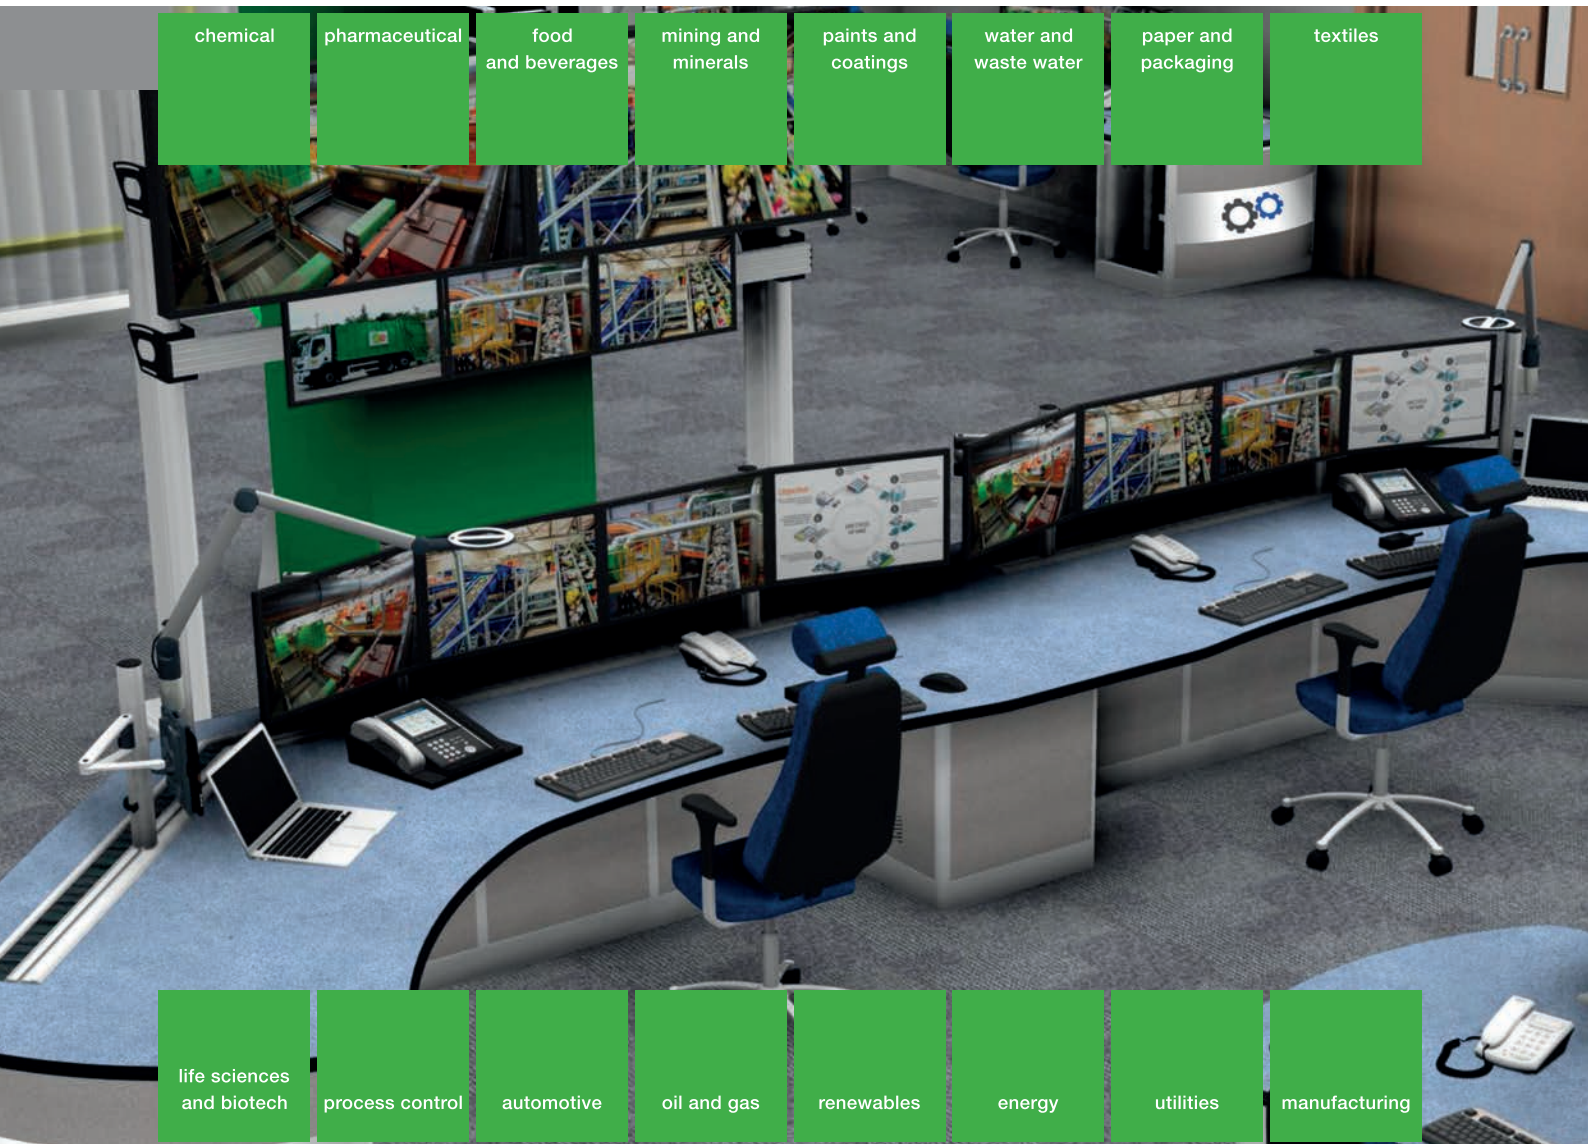 chemical
pharmaceutical
food
and beverages
mining and
minerals
paints and
coatings
water and
waste water
paper and
packaging
textiles
life sciences
and biotech
process control
automotive
oil and gas
renewables
energy
utilities
manufacturing